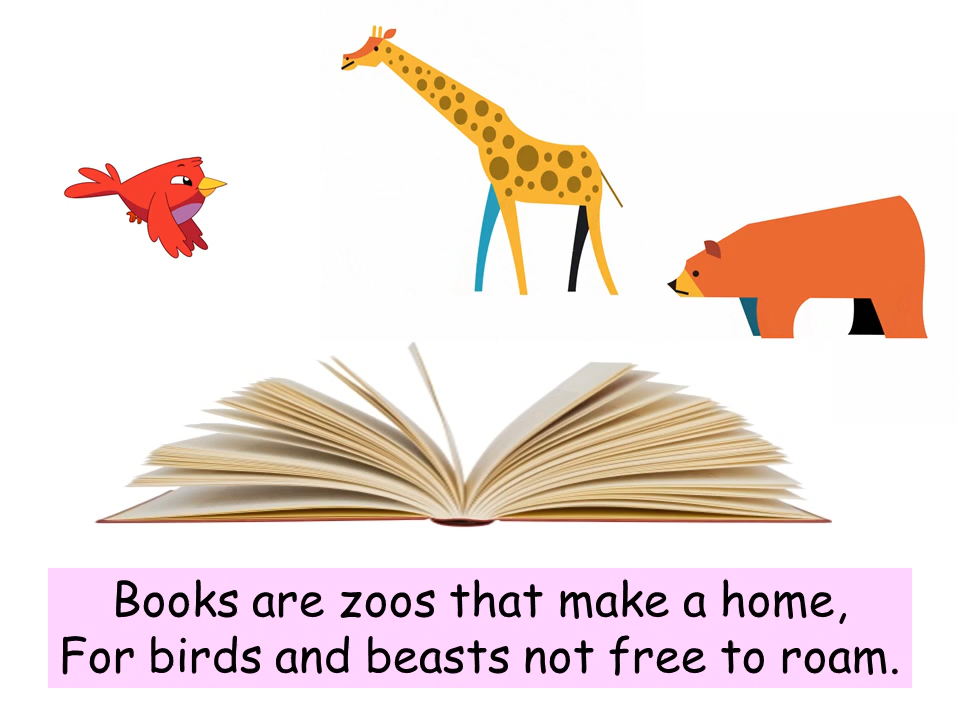 Books are zoos that make a home,
For birds and beasts not free to roam.